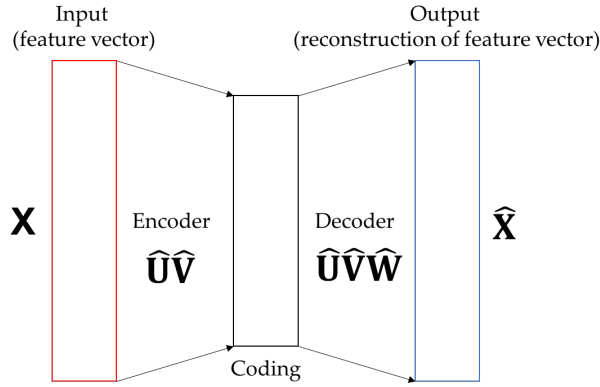 Input
(feature vector)
Output
(reconstruction of feature vector)
X
Encoder
Decoder
X̂
ÛV̂
ÛV̂Ŵ
Coding